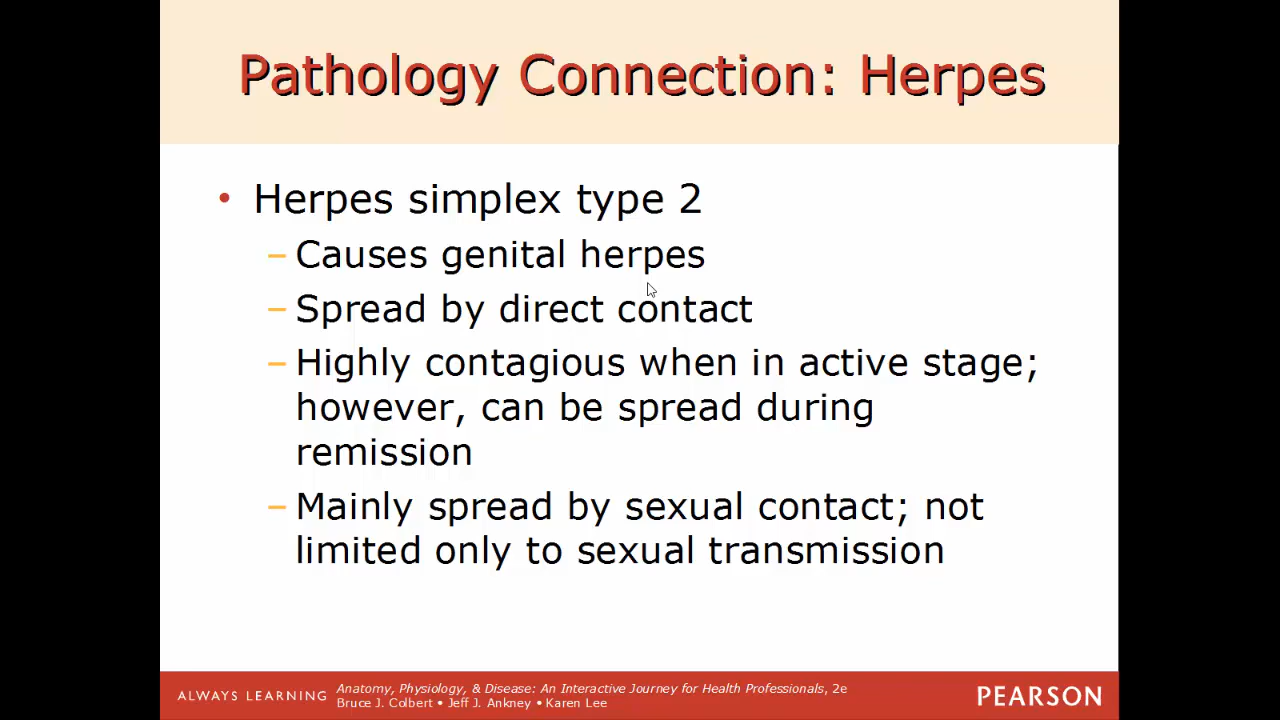 Pathology Connection: Herpes
• Herpes simplex type 2
– Causes genital herpes
– Spread by direct contact
– Highly contagious when in active stage;
however, can be spread during
remission
– Mainly spread by sexual contact; not
limited only to sexual transmission
ALWAYS LEARNING
Anatomy, Physiology, & Disease: An Interactive Journey for Health Professionals, 2e
Bruce J. Colbert • Jeff J. Ankney • Karen Lee
PEARSON